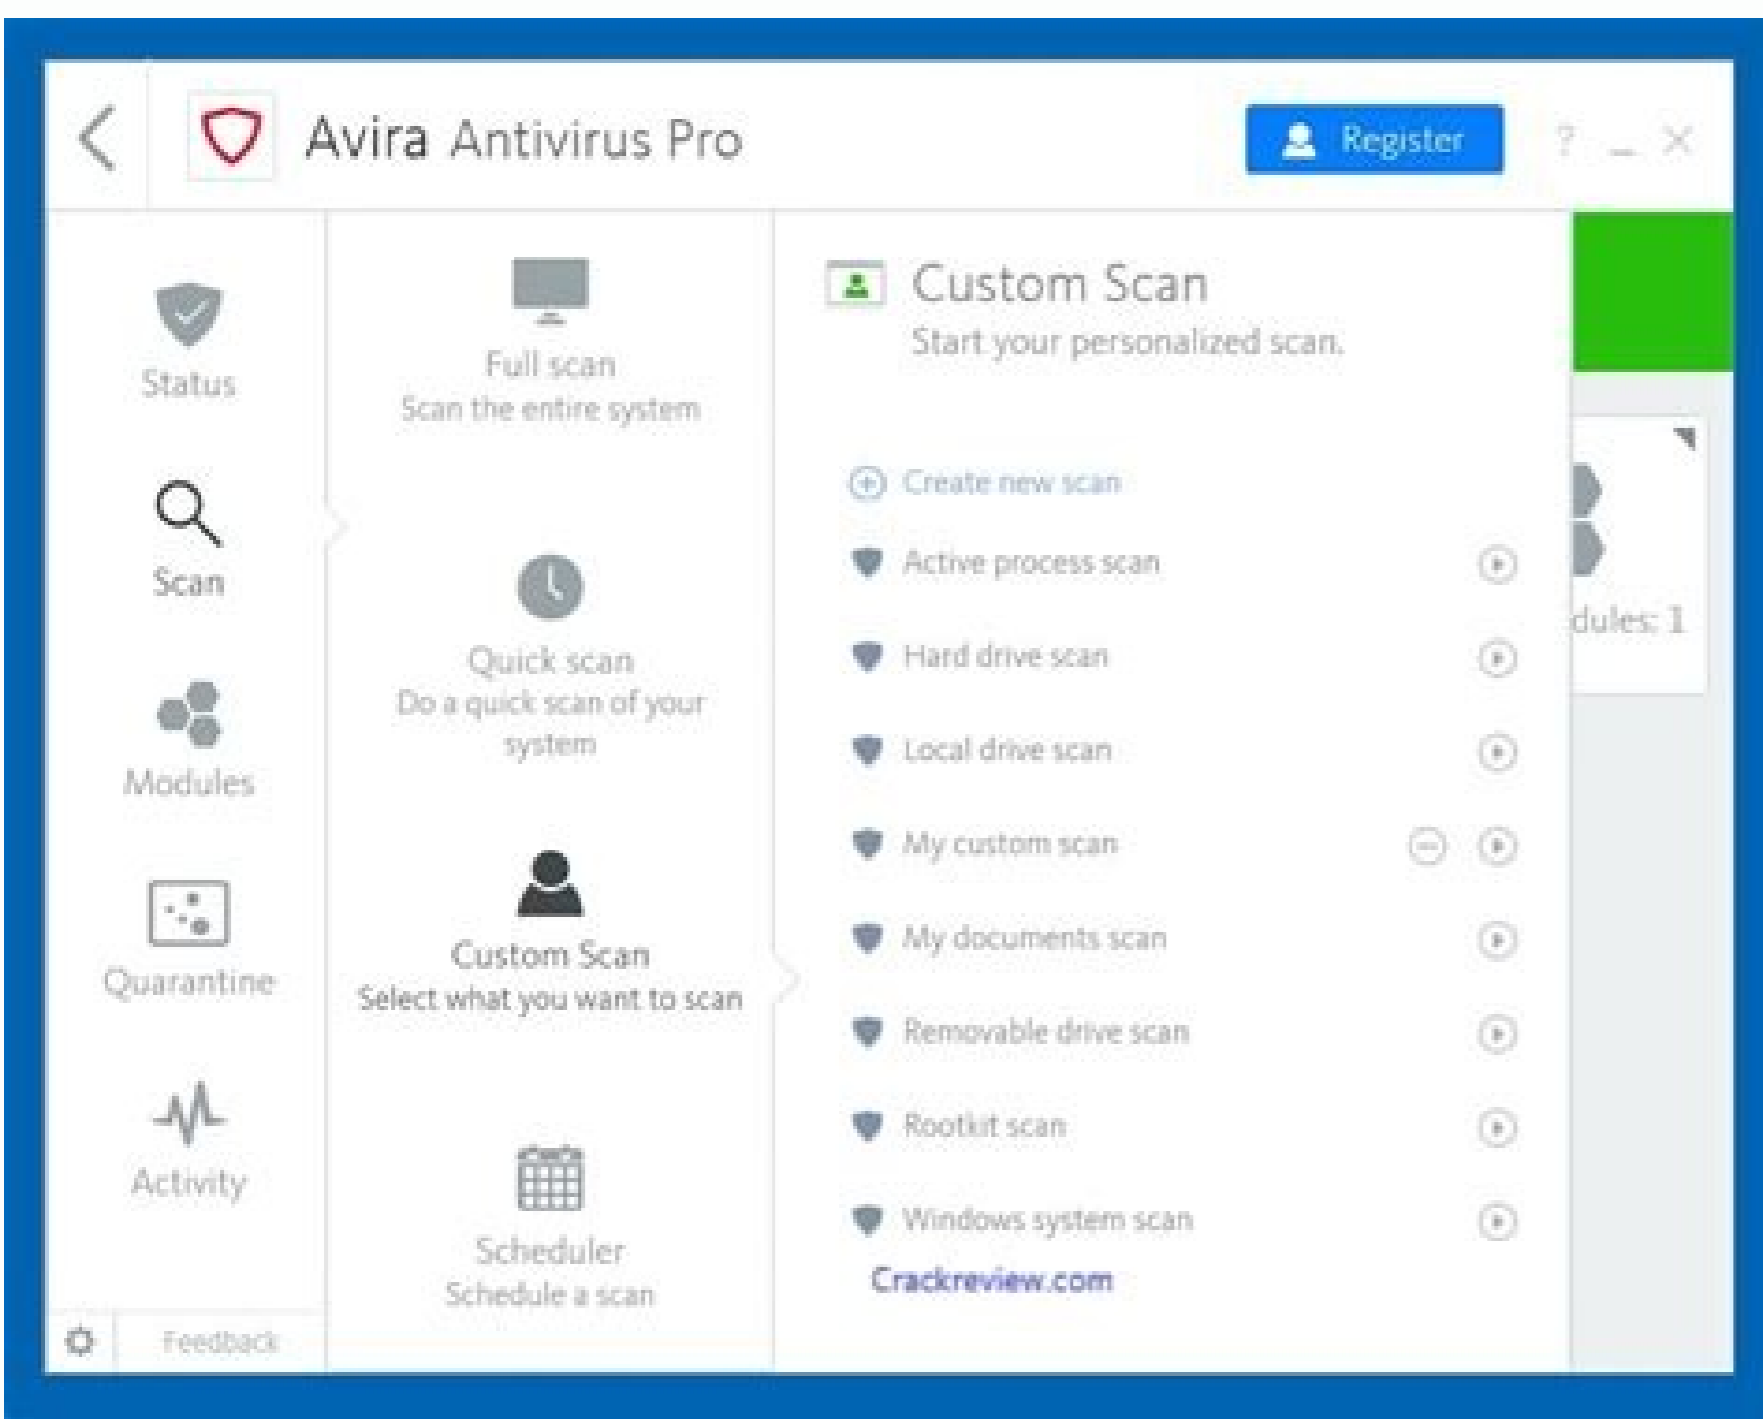 Avira Antivirus Pro
Register
?
Status
Scan
Modules
Quarantine
Activity
Feedback
Full scan
Scan the entire system
Quick scan
Do a quick scan of your
system
Custom Scan
Select what you want to scan
Scheduler
Schedule a scan
Custom Scan
Start your personalized scan.
Create new scan
Active process scan
Hard drive scan
Local drive scan
My custom scan
My documents scan
Removable drive scan
Rootkit scan
Windows system scan
Crackreview.com
dules: 1